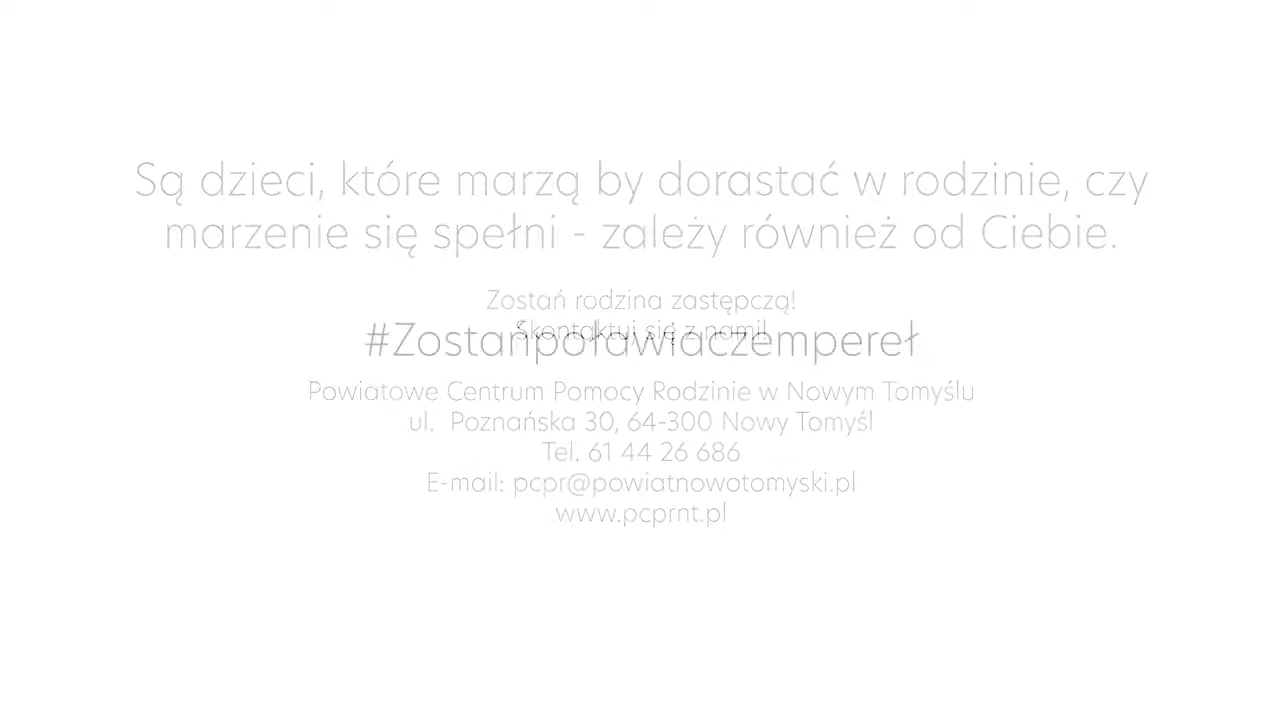 Są dzieci, które marzą by dorastać w rodzinie, czy
marzenie się spełni - zależy również od Ciebie.
Zostań rodzina zastępczą!
Skontaktuj się z nami!
#Zostańpoławiaczempereł
Powiatowe Centrum Pomocy Rodzinie w Nowym Tomyślu
ul. Poznańska 30, 64-300 Nowy Tomyśl
Tel. 61 44 26 686
E-mail: pcpr@powiatnowotomyski.pl
www.pcprnt.pl